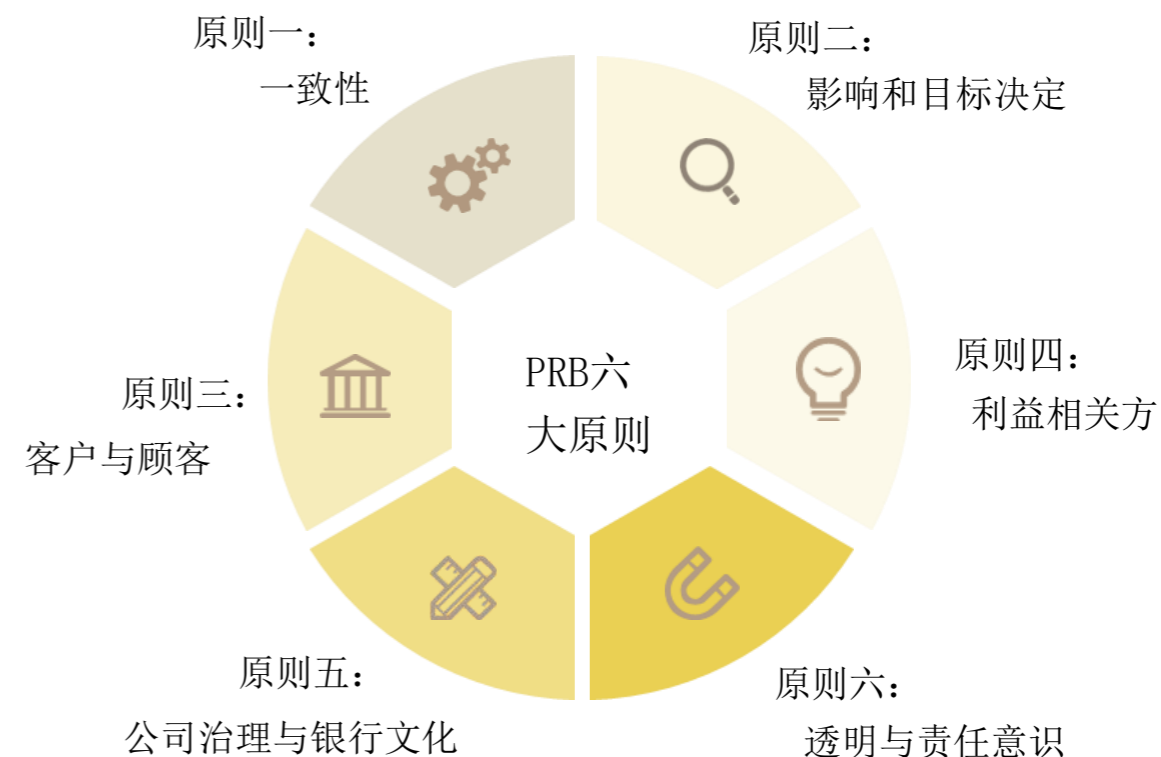 原则一：
一致性
原则二：
影响和目标决定
原则三：
客户与顾客
PRB六
大原则
原则四：
利益相关方
原则五：
公司治理与银行文化
原则六：
透明与责任意识